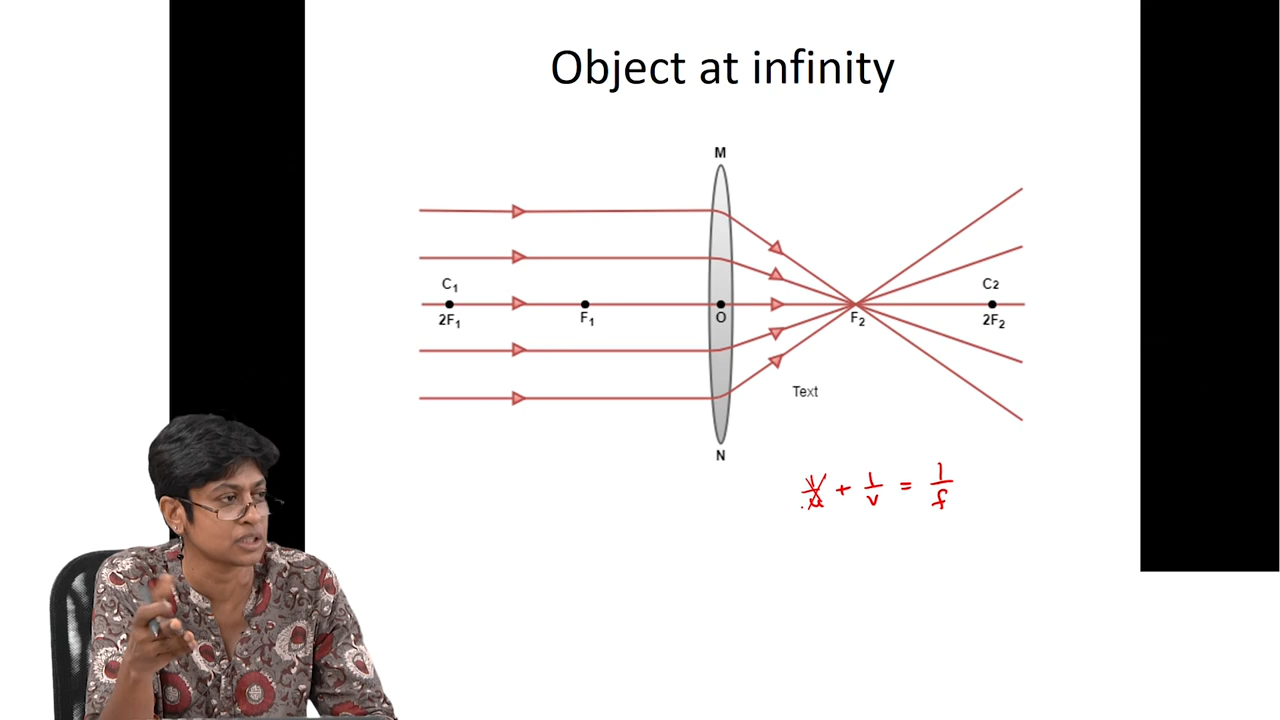 Object at infinity
M
C₁
C₂
2F₁
F₁
O
F₂
2F₂
Text
N
1/u + 1/v = 1/f